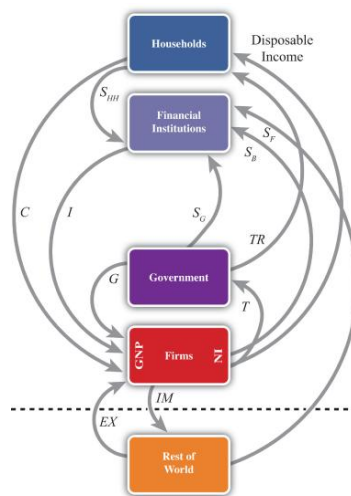 Households
Disposable
Income
S_HH
Financial
Institutions
S_F
S_B
C
I
S_G
TR
Government
G
T
GNP
Firms
NI
IM
EX
Rest of
World